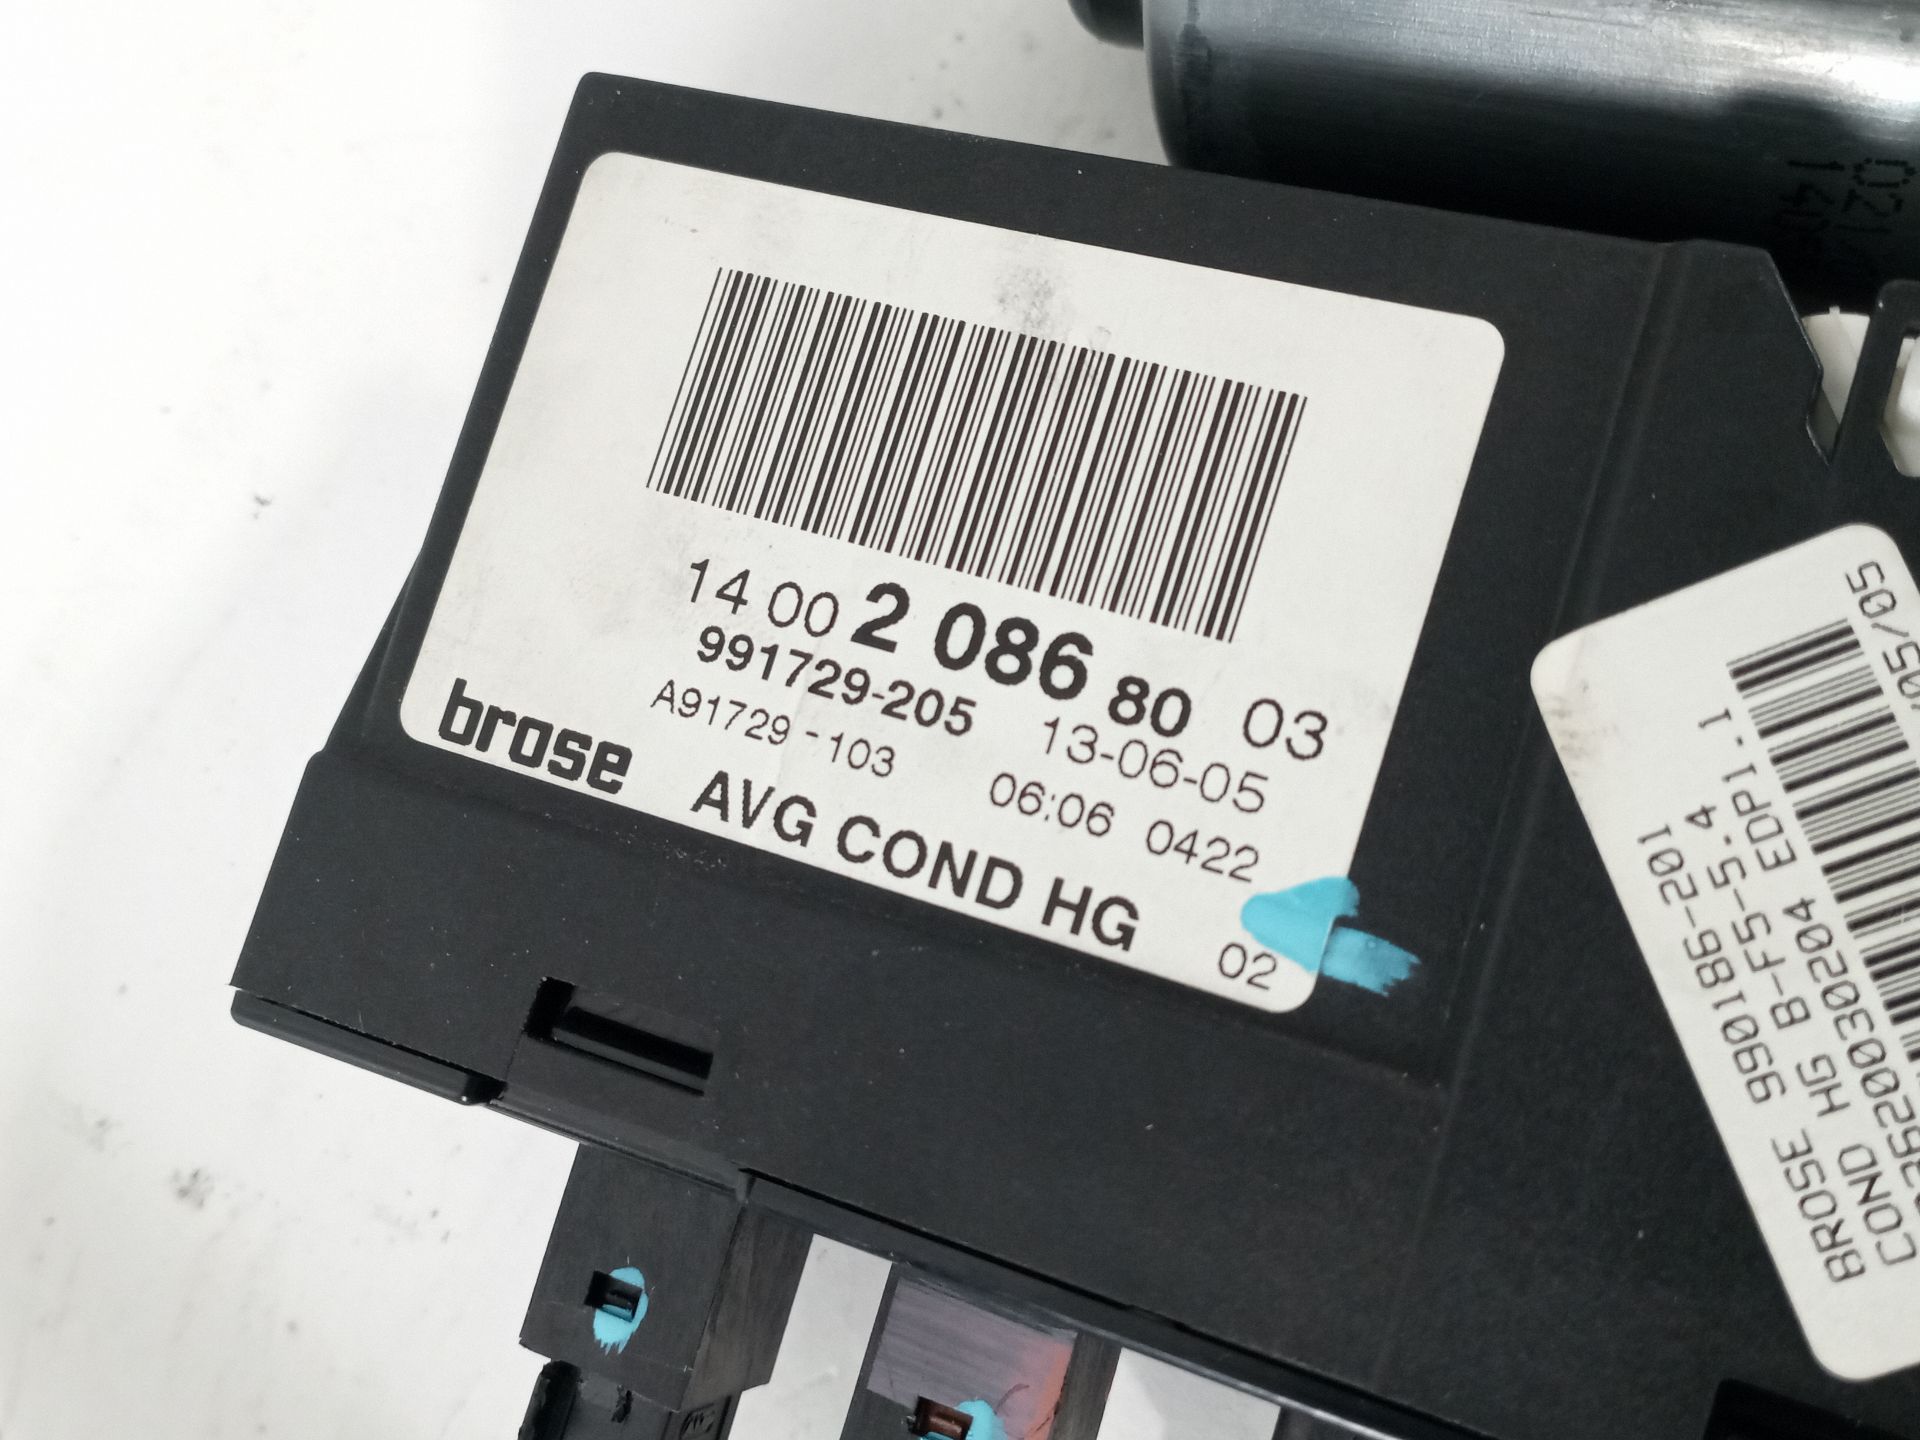 14 00 2 086 80 03
991729-205 13-06-05
A91729-103 06:06 0422
brose AVG COND HG 02
BROSE 990186-201
COND HG B-F5-5.4
EDP1.1
/05/05